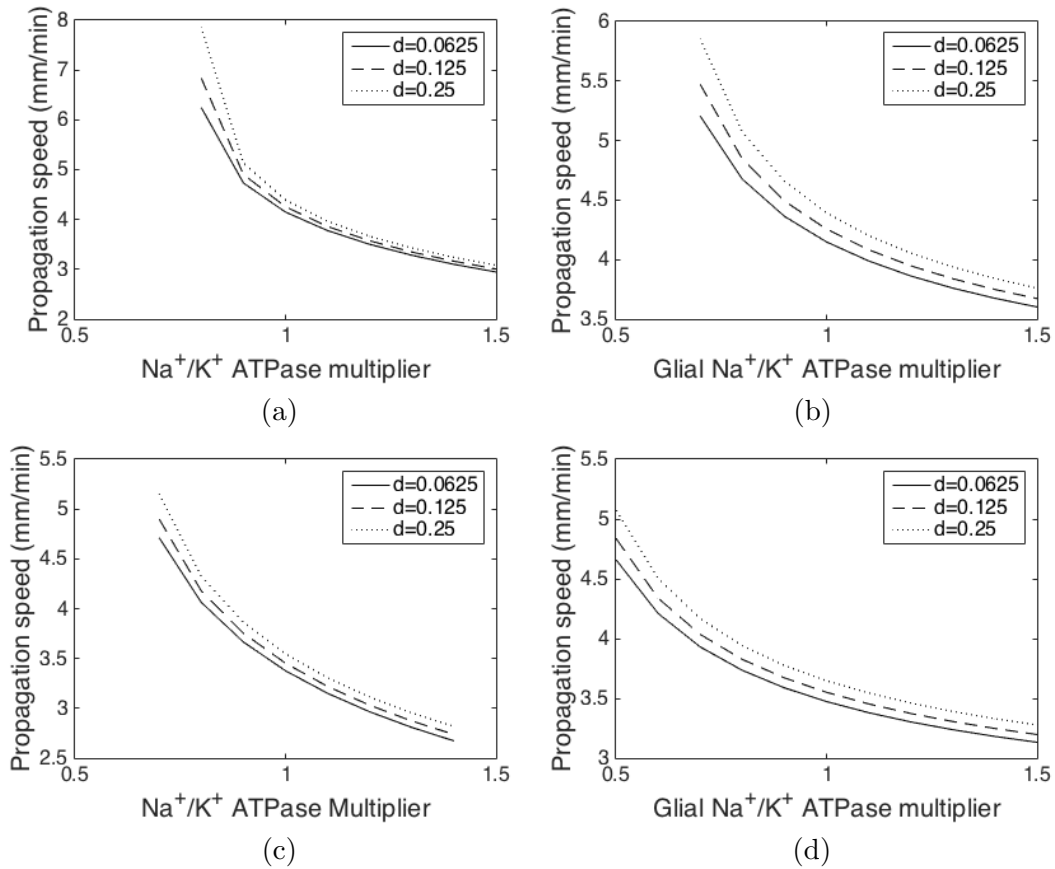 8
7
6
5
4
3
2
0.5
1
1.5
Propagation speed (mm/min)
Na⁺/K⁺ ATPase multiplier
d=0.0625
d=0.125
d=0.25
(a)
6
5.5
5
4.5
4
3.5
0.5
1
1.5
Propagation speed (mm/min)
Glial Na⁺/K⁺ ATPase multiplier
d=0.0625
d=0.125
d=0.25
(b)
5.5
5
4.5
4
3.5
3
2.5
0.5
1
1.5
Propagation speed (mm/min)
Na⁺/K⁺ ATPase Multiplier
d=0.0625
d=0.125
d=0.25
(c)
5.5
5
4.5
4
3.5
3
0.5
1
1.5
Propagation speed (mm/min)
Glial Na⁺/K⁺ ATPase multiplier
d=0.0625
d=0.125
d=0.25
(d)